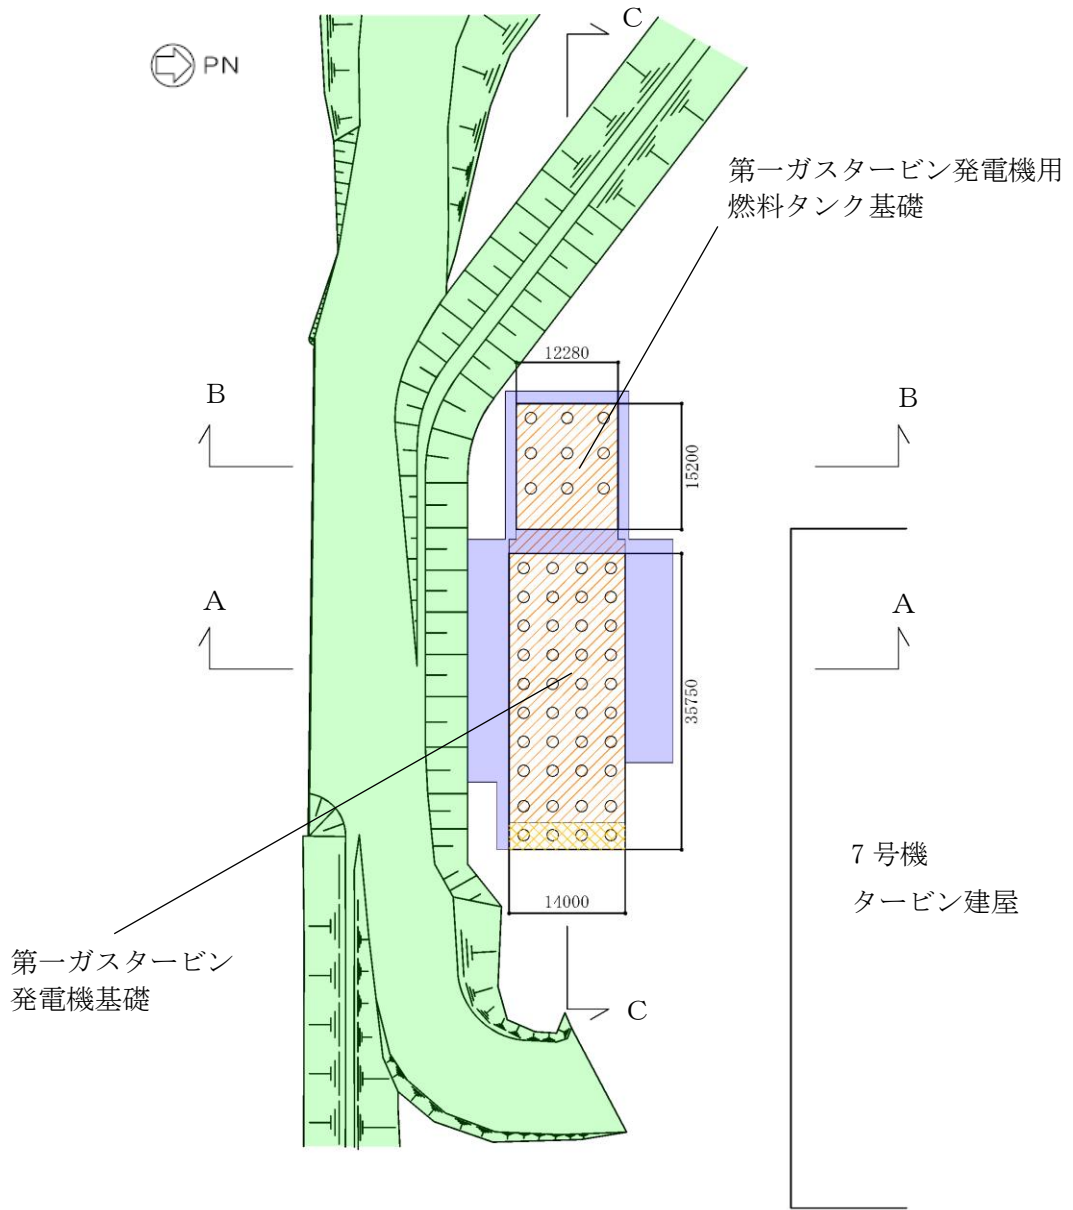 C
PN
第一ガスタービン発電機用
燃料タンク基礎
12280
B
B
15200
A
A
35750
7 号機
タービン建屋
14000
第一ガスタービン
発電機基礎
C